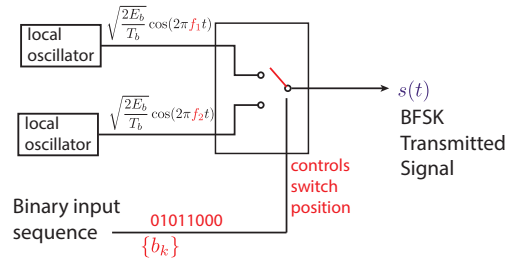 local
oscillator
\sqrt{\frac{2E_b}{T_b}} \cos(2\pi f_1 t)
local
oscillator
\sqrt{\frac{2E_b}{T_b}} \cos(2\pi f_2 t)
s(t)
BFSK
Transmitted
Signal
controls
switch
position
Binary input
sequence
01011000
{b_k}